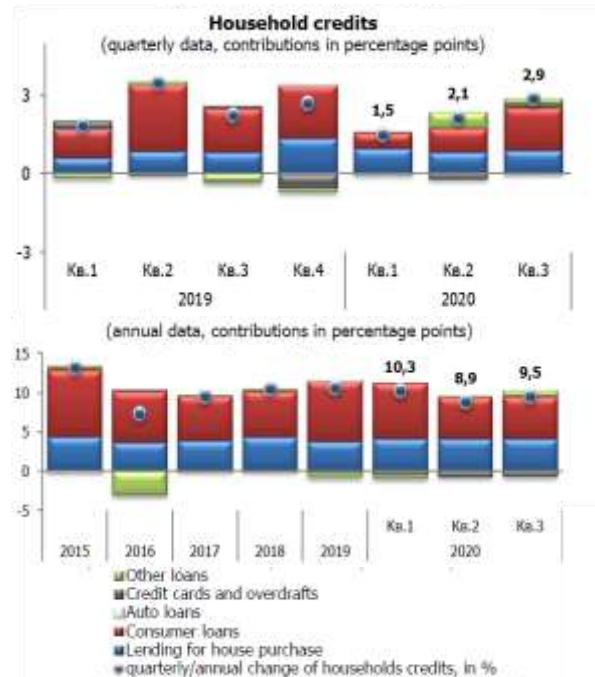 Household credits
(quarterly data, contributions in percentage points)
3
0
-3
1,5
2,1
2,9
Кв.1 Кв.2 Кв.3 Кв.4 Кв.1 Кв.2 Кв.3
2019 2020
(annual data, contributions in percentage points)
15
10
5
0
-5
10,3
8,9
9,5
Кв.1 Кв.2 Кв.3
2015 2016 2017 2018 2019 2020
Other loans
Credit cards and overdrafts
Auto loans
Consumer loans
Lending for house purchase
quarterly/annual change of households credits, in %